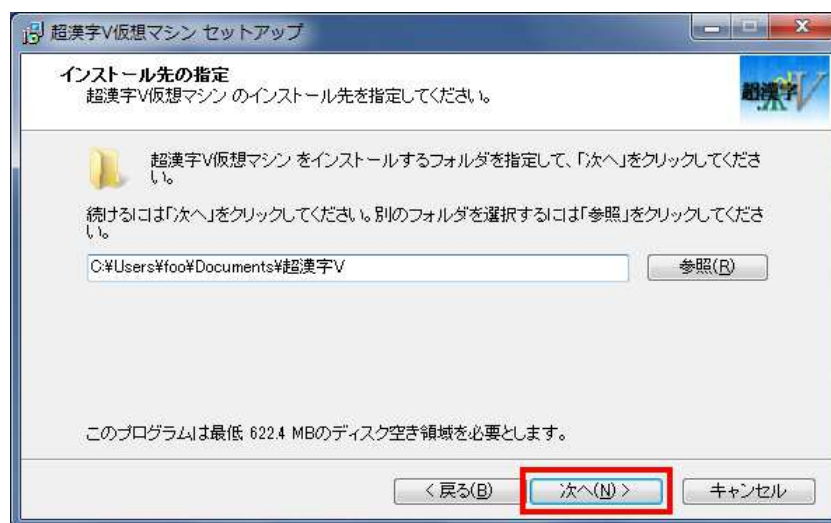 超漢字V仮想マシン セットアップ
インストール先の指定
超漢字V仮想マシン のインストール先を指定してください。
超漢字V
超漢字V仮想マシン をインストールするフォルダを指定して、「次へ」をクリックしてくださ
い。
続けるには「次へ」をクリックしてください。別のフォルダを選択するには「参照」をクリックしてくださ
い。
C:¥Users¥foo¥Documents¥超漢字V
参照(R)
このプログラムは最低 622.4 MBのディスク空き領域を必要とします。
< 戻る(B)
次へ(N) >
キャンセル